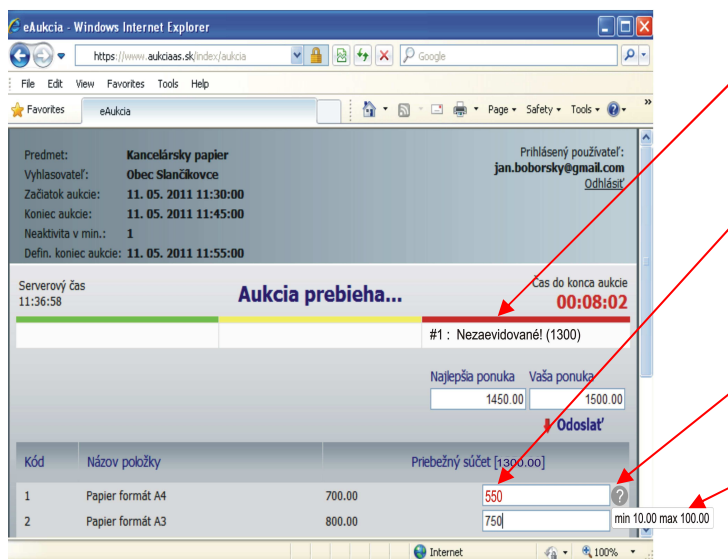 eAukcia - Windows Internet Explorer
https://www.aukciaas.sk/index/aukcia
Google
File Edit View Favorites Tools Help
Favorites eAukcia Page Safety Tools »
Predmet: Kancelársky papier
Prihlásený používateľ:
Vyhlasovateľ: Obec Slančíkovce
jan.boborsky@gmail.com
Začiatok aukcie: 11. 05. 2011 11:30:00
Odhlásiť
Koniec aukcie: 11. 05. 2011 11:45:00
Neaktivita v min.: 1
Defin. koniec aukcie: 11. 05. 2011 11:55:00
Serverový čas
11:36:58
Aukcia prebieha...
Čas do konca aukcie
00:08:02
#1 : Nezaevidované! (1300)
Najlepšia ponuka Vaša ponuka
1450.00 1500.00
Odoslať
Kód Názov položky Priebežný súčet [1300.00]
1 Papier formát A4 700.00 550 ?
2 Papier formát A3 800.00 750
min 10.00 max 100.00
Internet 100%